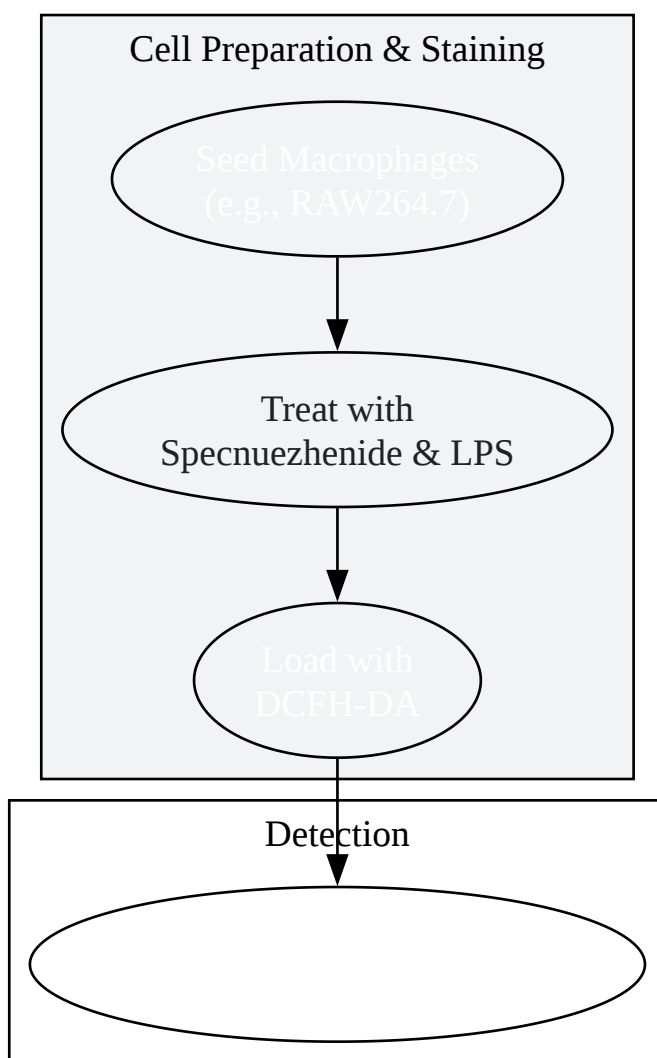 Cell Preparation & Staining
Seed Macrophages
(e.g., RAW264.7)
Treat with
Specnuezhenide & LPS
Load with
DCFH-DA
Detection